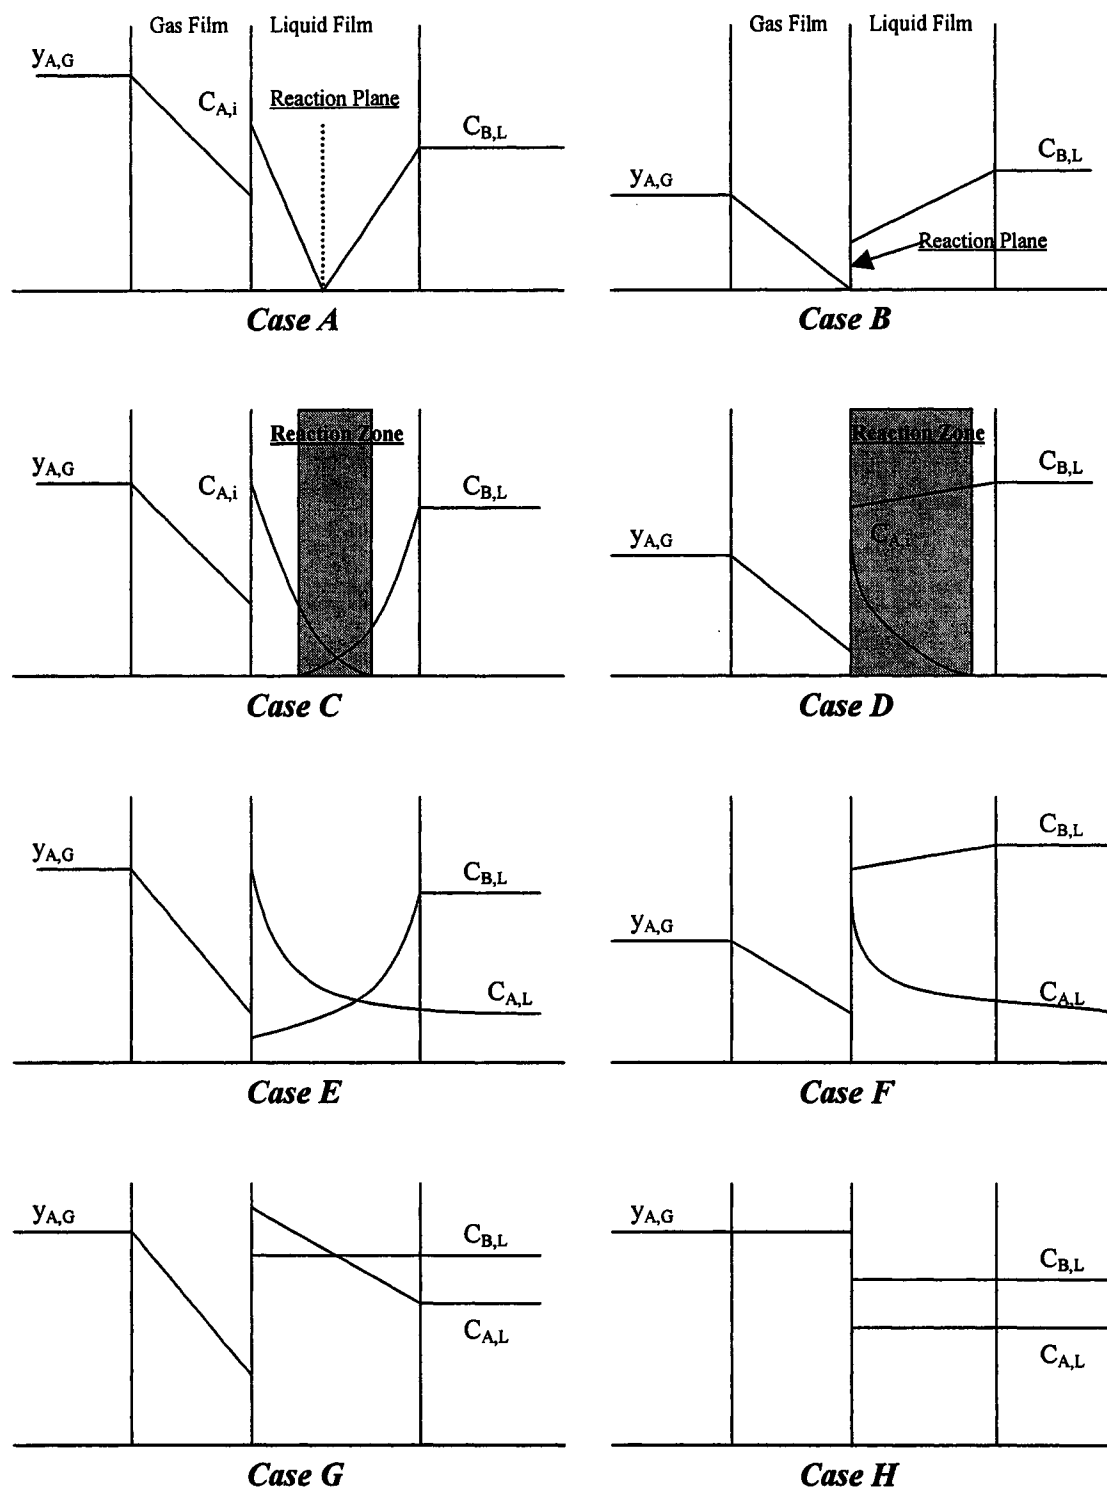 Gas Film Liquid Film
y_A,G
C_A,i
Reaction Plane
C_B,L
Case A
Gas Film Liquid Film
y_A,G
C_B,L
Reaction Plane
Case B
Reaction Zone
y_A,G
C_A,i
C_B,L
Case C
Reaction Zone
C_B,L
C_A,i
y_A,G
Case D
y_A,G
C_B,L
C_A,L
Case E
C_B,L
y_A,G
C_A,L
Case F
y_A,G
C_B,L
C_A,L
Case G
y_A,G
C_B,L
C_A,L
Case H